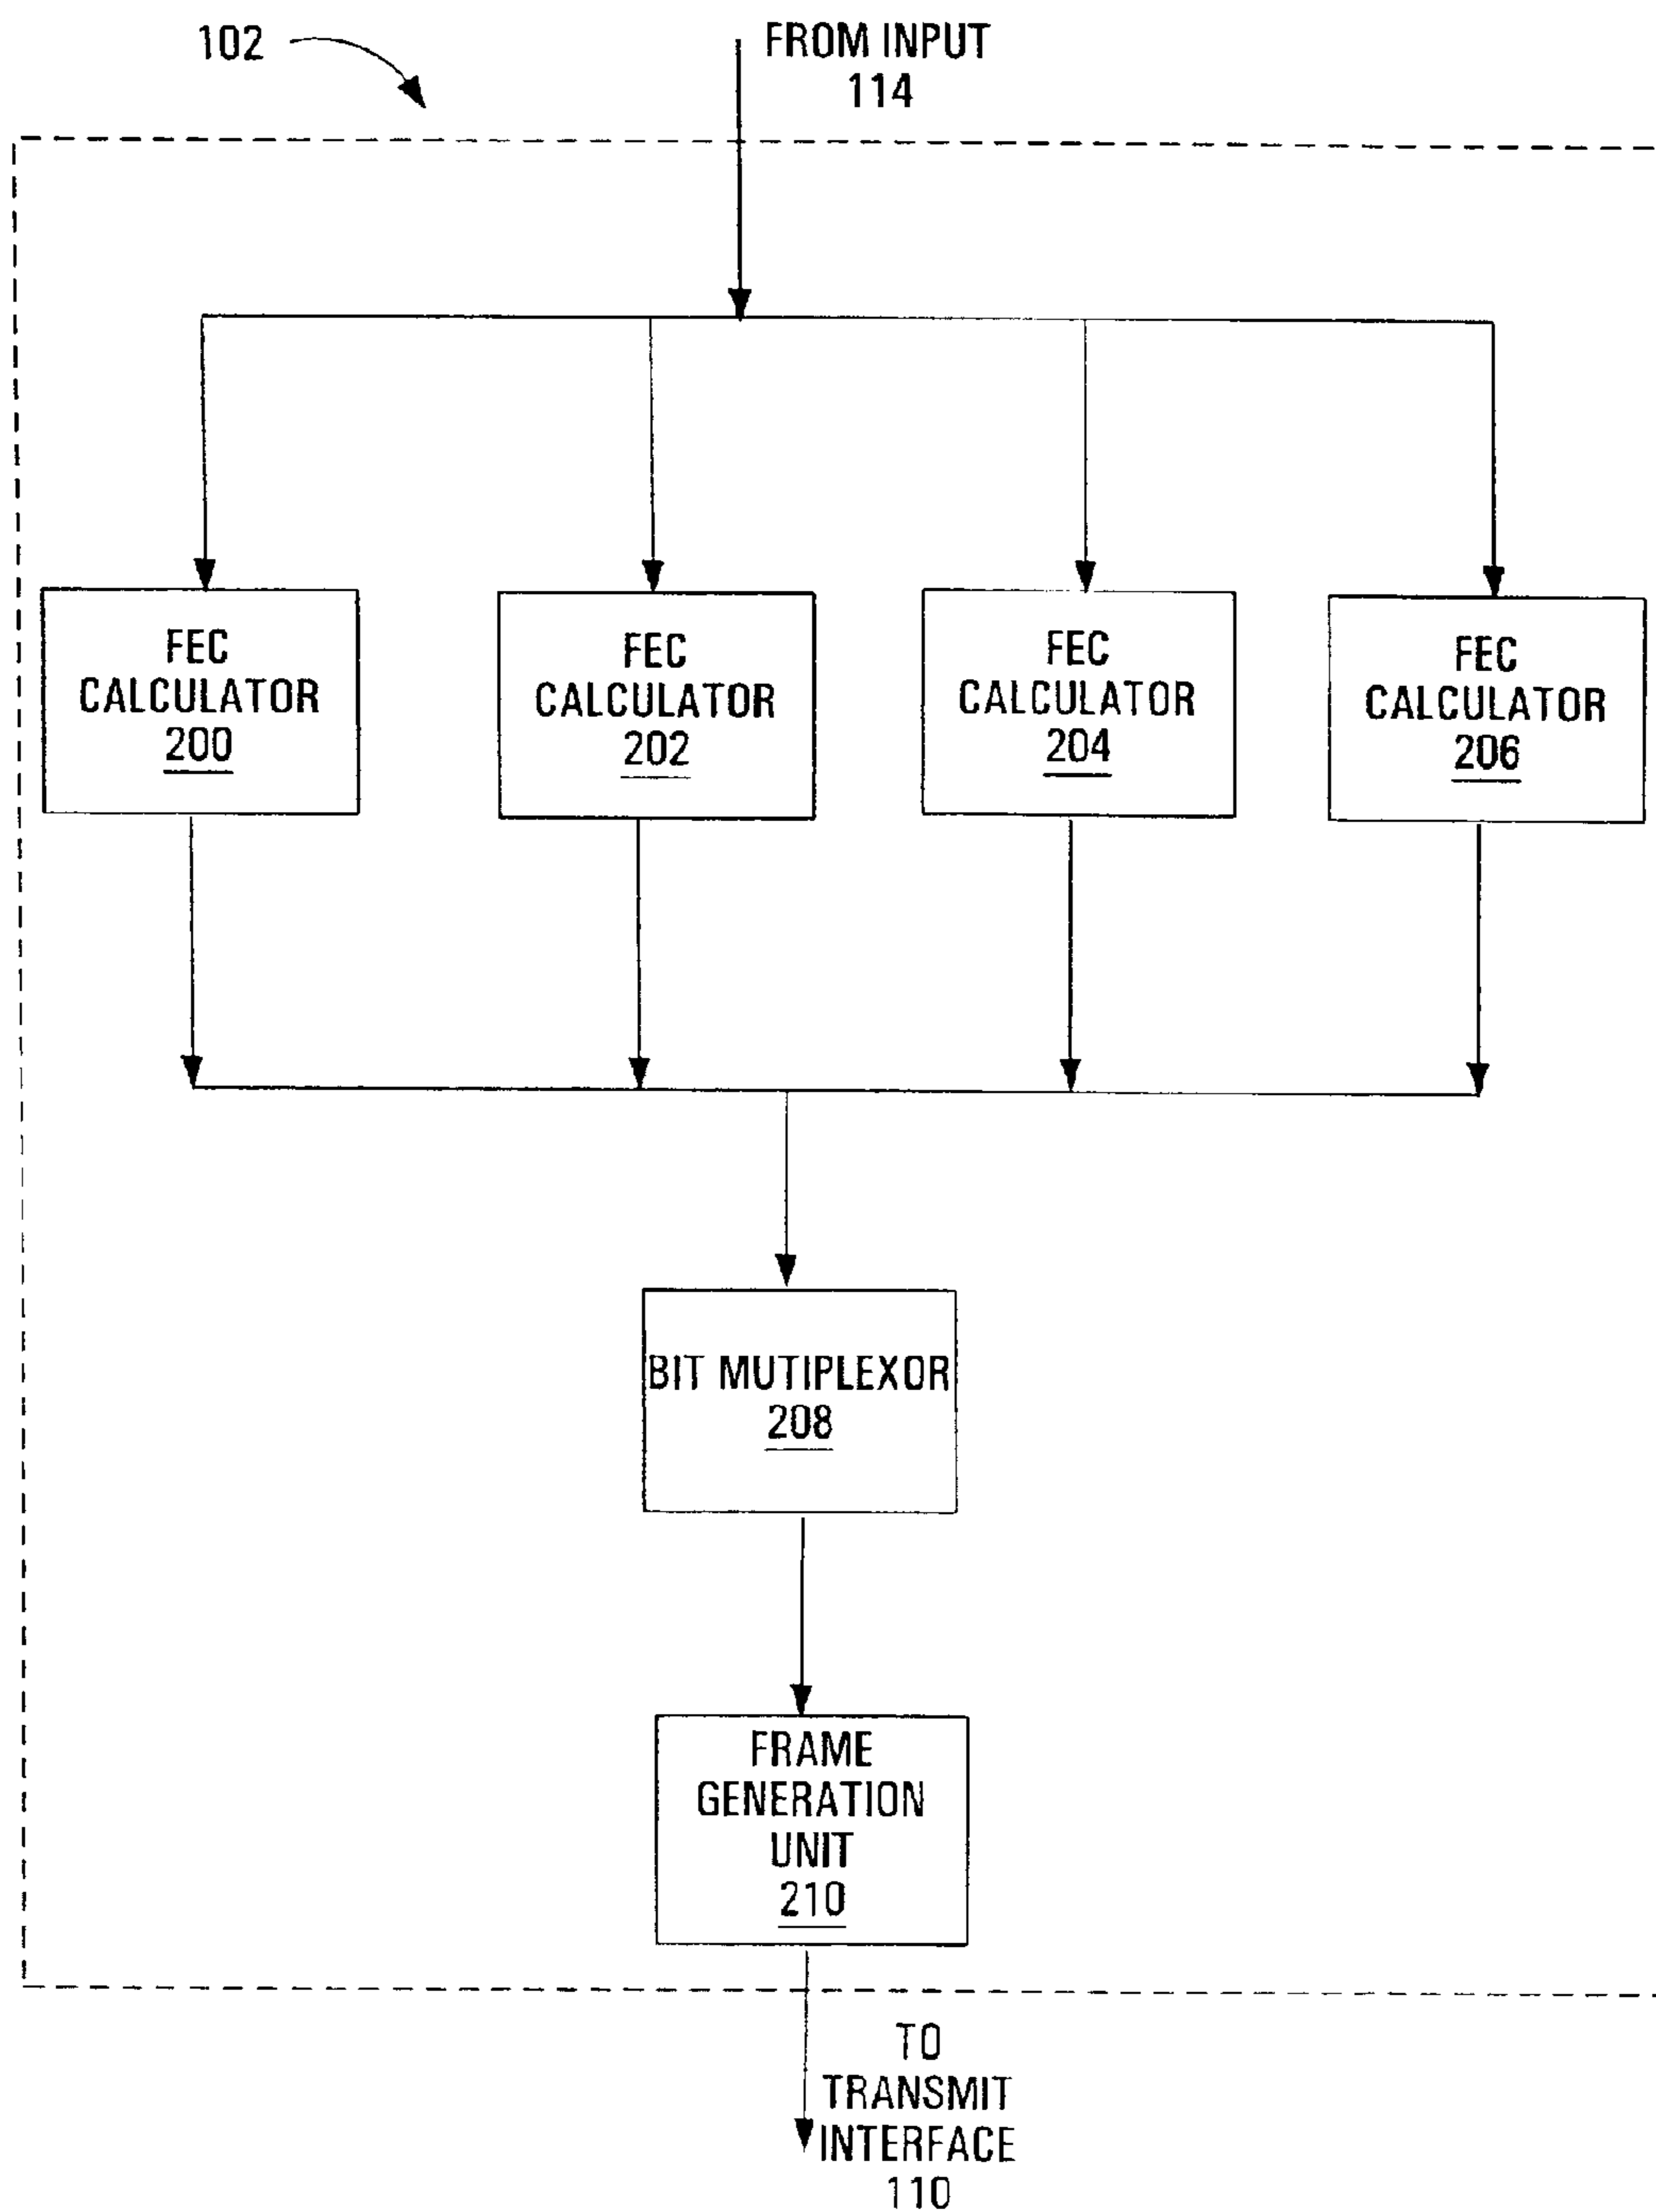 102
FROM INPUT
114
FEC
CALCULATOR
200
FEC
CALCULATOR
202
FEC
CALCULATOR
204
FEC
CALCULATOR
206
BIT MUTIPLEXOR
208
FRAME
GENERATION
UNIT
210
TO
TRANSMIT
INTERFACE
110